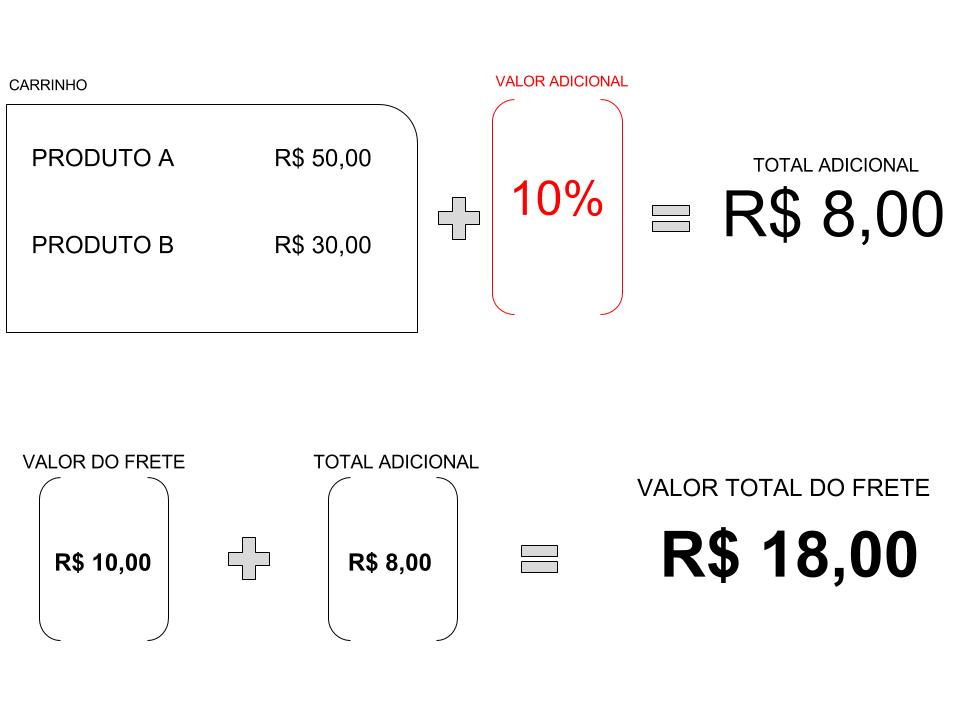 CARRINHO
VALOR ADICIONAL
PRODUTO A R$ 50,00
PRODUTO B R$ 30,00
10%
TOTAL ADICIONAL
R$ 8,00
VALOR DO FRETE
TOTAL ADICIONAL
R$ 10,00
R$ 8,00
VALOR TOTAL DO FRETE
R$ 18,00